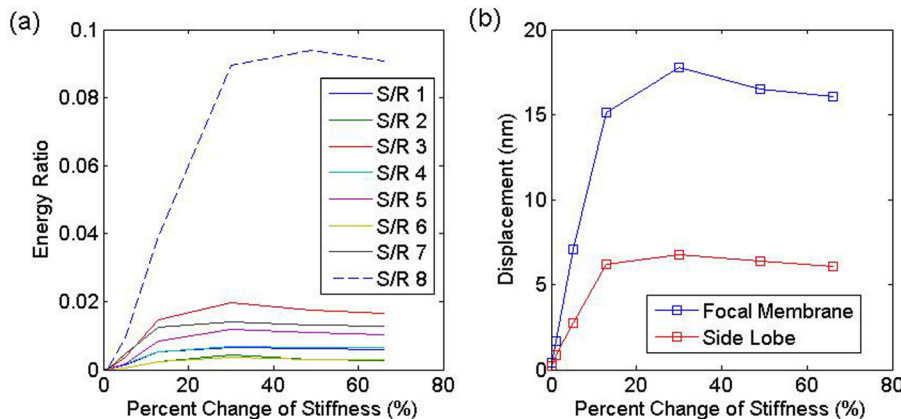 (a)
Energy Ratio
0.1
0.08
0.06
0.04
0.02
0
0 20 40 60 80
Percent Change of Stiffness (%)
S/R 1
S/R 2
S/R 3
S/R 4
S/R 5
S/R 6
S/R 7
S/R 8
(b)
Displacement (nm)
20
15
10
5
0
0 20 40 60 80
Percent Change of Stiffness (%)
Focal Membrane
Side Lobe